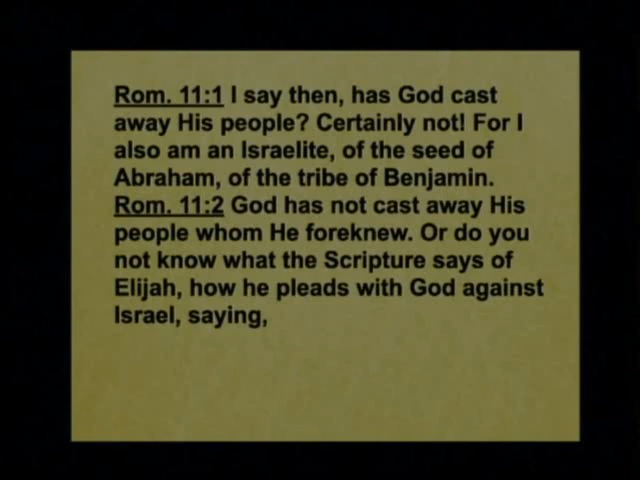 Rom. 11:1 I say then, has God cast
away His people? Certainly not! For I
also am an Israelite, of the seed of
Abraham, of the tribe of Benjamin.
Rom. 11:2 God has not cast away His
people whom He foreknew. Or do you
not know what the Scripture says of
Elijah, how he pleads with God against
Israel, saying,